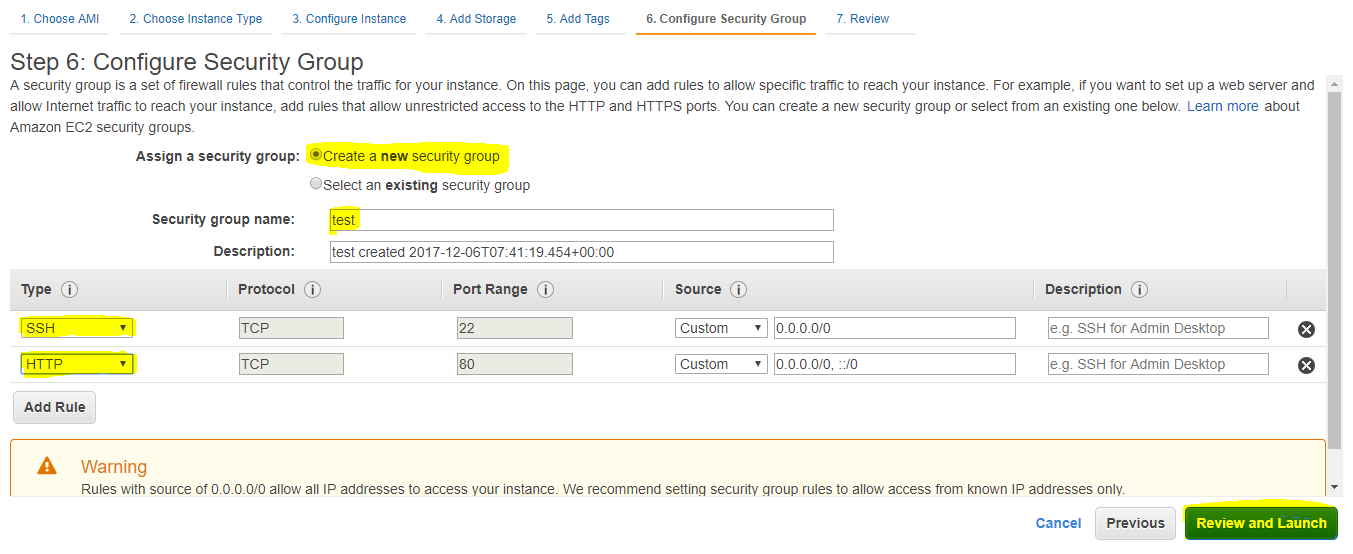 1. Choose AMI 2. Choose Instance Type 3. Configure Instance 4. Add Storage 5. Add Tags 6. Configure Security Group 7. Review
Step 6: Configure Security Group
A security group is a set of firewall rules that control the traffic for your instance. On this page, you can add rules to allow specific traffic to reach your instance. For example, if you want to set up a web server and
allow Internet traffic to reach your instance, add rules that allow unrestricted access to the HTTP and HTTPS ports. You can create a new security group or select from an existing one below. Learn more about
Amazon EC2 security groups.
Assign a security group: Create a new security group
Select an existing security group
Security group name: test
Description: test created 2017-12-06T07:41:19.454+00:00
Type i Protocol i Port Range i Source i Description i
SSH TCP 22 Custom 0.0.0.0/0 e.g. SSH for Admin Desktop
HTTP TCP 80 Custom 0.0.0.0/0, ::/0 e.g. SSH for Admin Desktop
Add Rule
Warning
Rules with source of 0.0.0.0/0 allow all IP addresses to access your instance. We recommend setting security group rules to allow access from known IP addresses only.
Cancel Previous Review and Launch